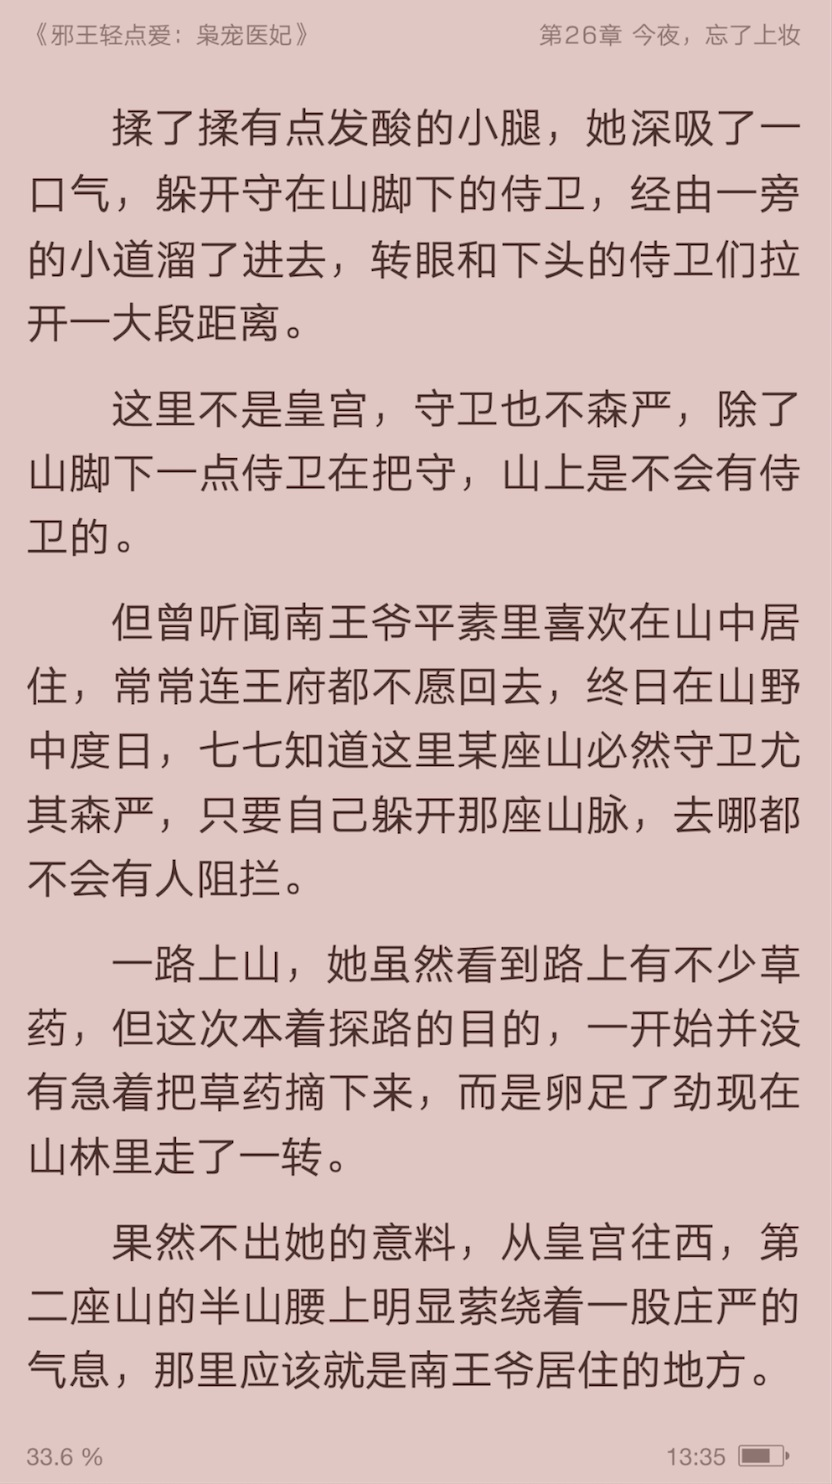 《邪王轻点爱：枭宠医妃》
第26章 今夜，忘了上妆
揉了揉有点发酸的小腿，她深吸了一
口气，躲开守在山脚下的侍卫，经由一旁
的小道溜了进去，转眼和下头的侍卫们拉
开一大段距离。
这里不是皇宫，守卫也不森严，除了
山脚下一点侍卫在把守，山上是不会有侍
卫的。
但曾听闻南王爷平素里喜欢在山中居
住，常常连王府都不愿回去，终日在山野
中度日，七七知道这里某座山必然守卫尤
其森严，只要自己躲开那座山脉，去哪都
不会有人阻拦。
一路上山，她虽然看到路上有不少草
药，但这次本着探路的目的，一开始并没
有急着把草药摘下来，而是卵足了劲现在
山林里走了一转。
果然不出她的意料，从皇宫往西，第
二座山的半山腰上明显萦绕着一股庄严的
气息，那里应该就是南王爷居住的地方。
33.6 %
13:35